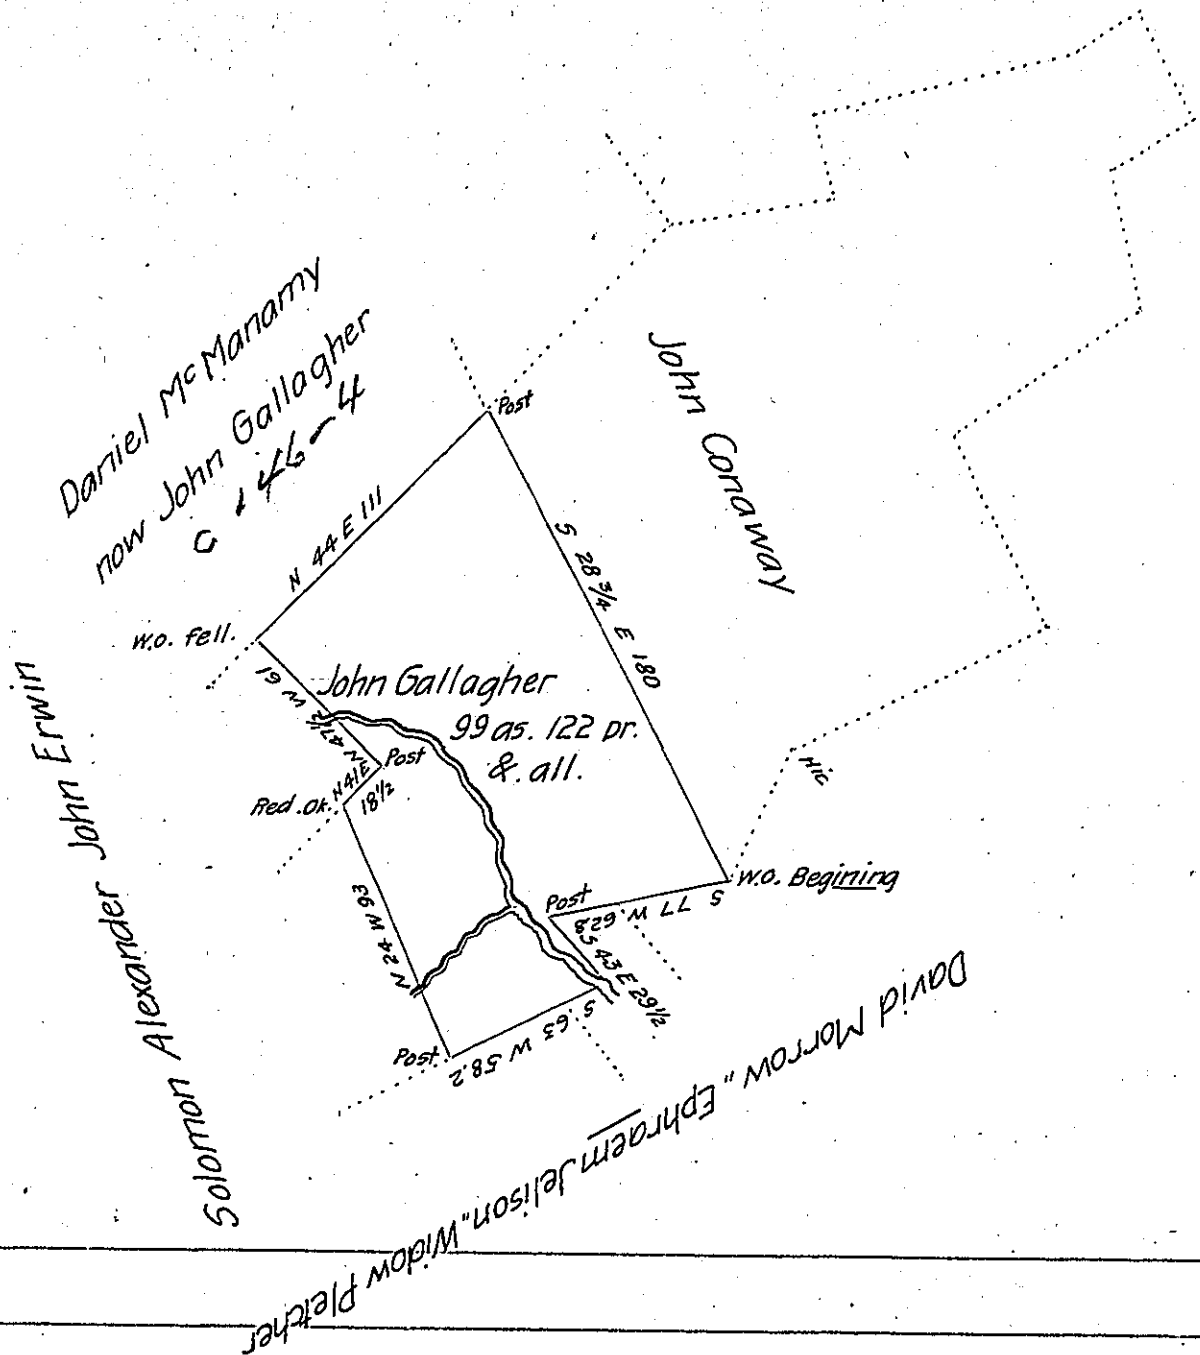 Daniel McManamy
now John Gallagher
C-146-4
John Conaway
Post
N 44 E 111
S 28 3/4 E 180
W.O. fell.
N 47 1/2 W 61
John Gallagher
99 as. 122 pr.
& all.
Post
N 41 E
18 1/2
Red.Ok.
Hic
W.O. Begining
Post
S 77 W. 62.8
S 43 E 29 1/2
N 24 W 93
Post
S. 63 W 58.2
Solomon Alexander John Erwin
David Morrow „ Ephraem Jelison „ Widow Pletcher